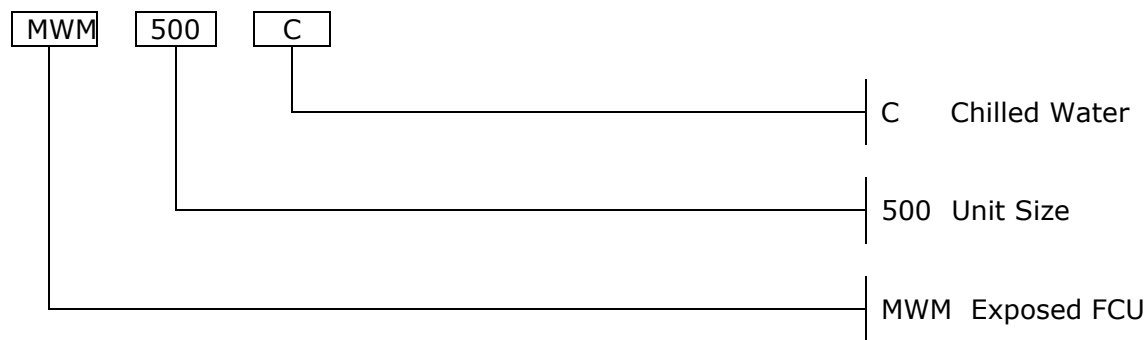 MWM 500 C
C Chilled Water
500 Unit Size
MWM Exposed FCU